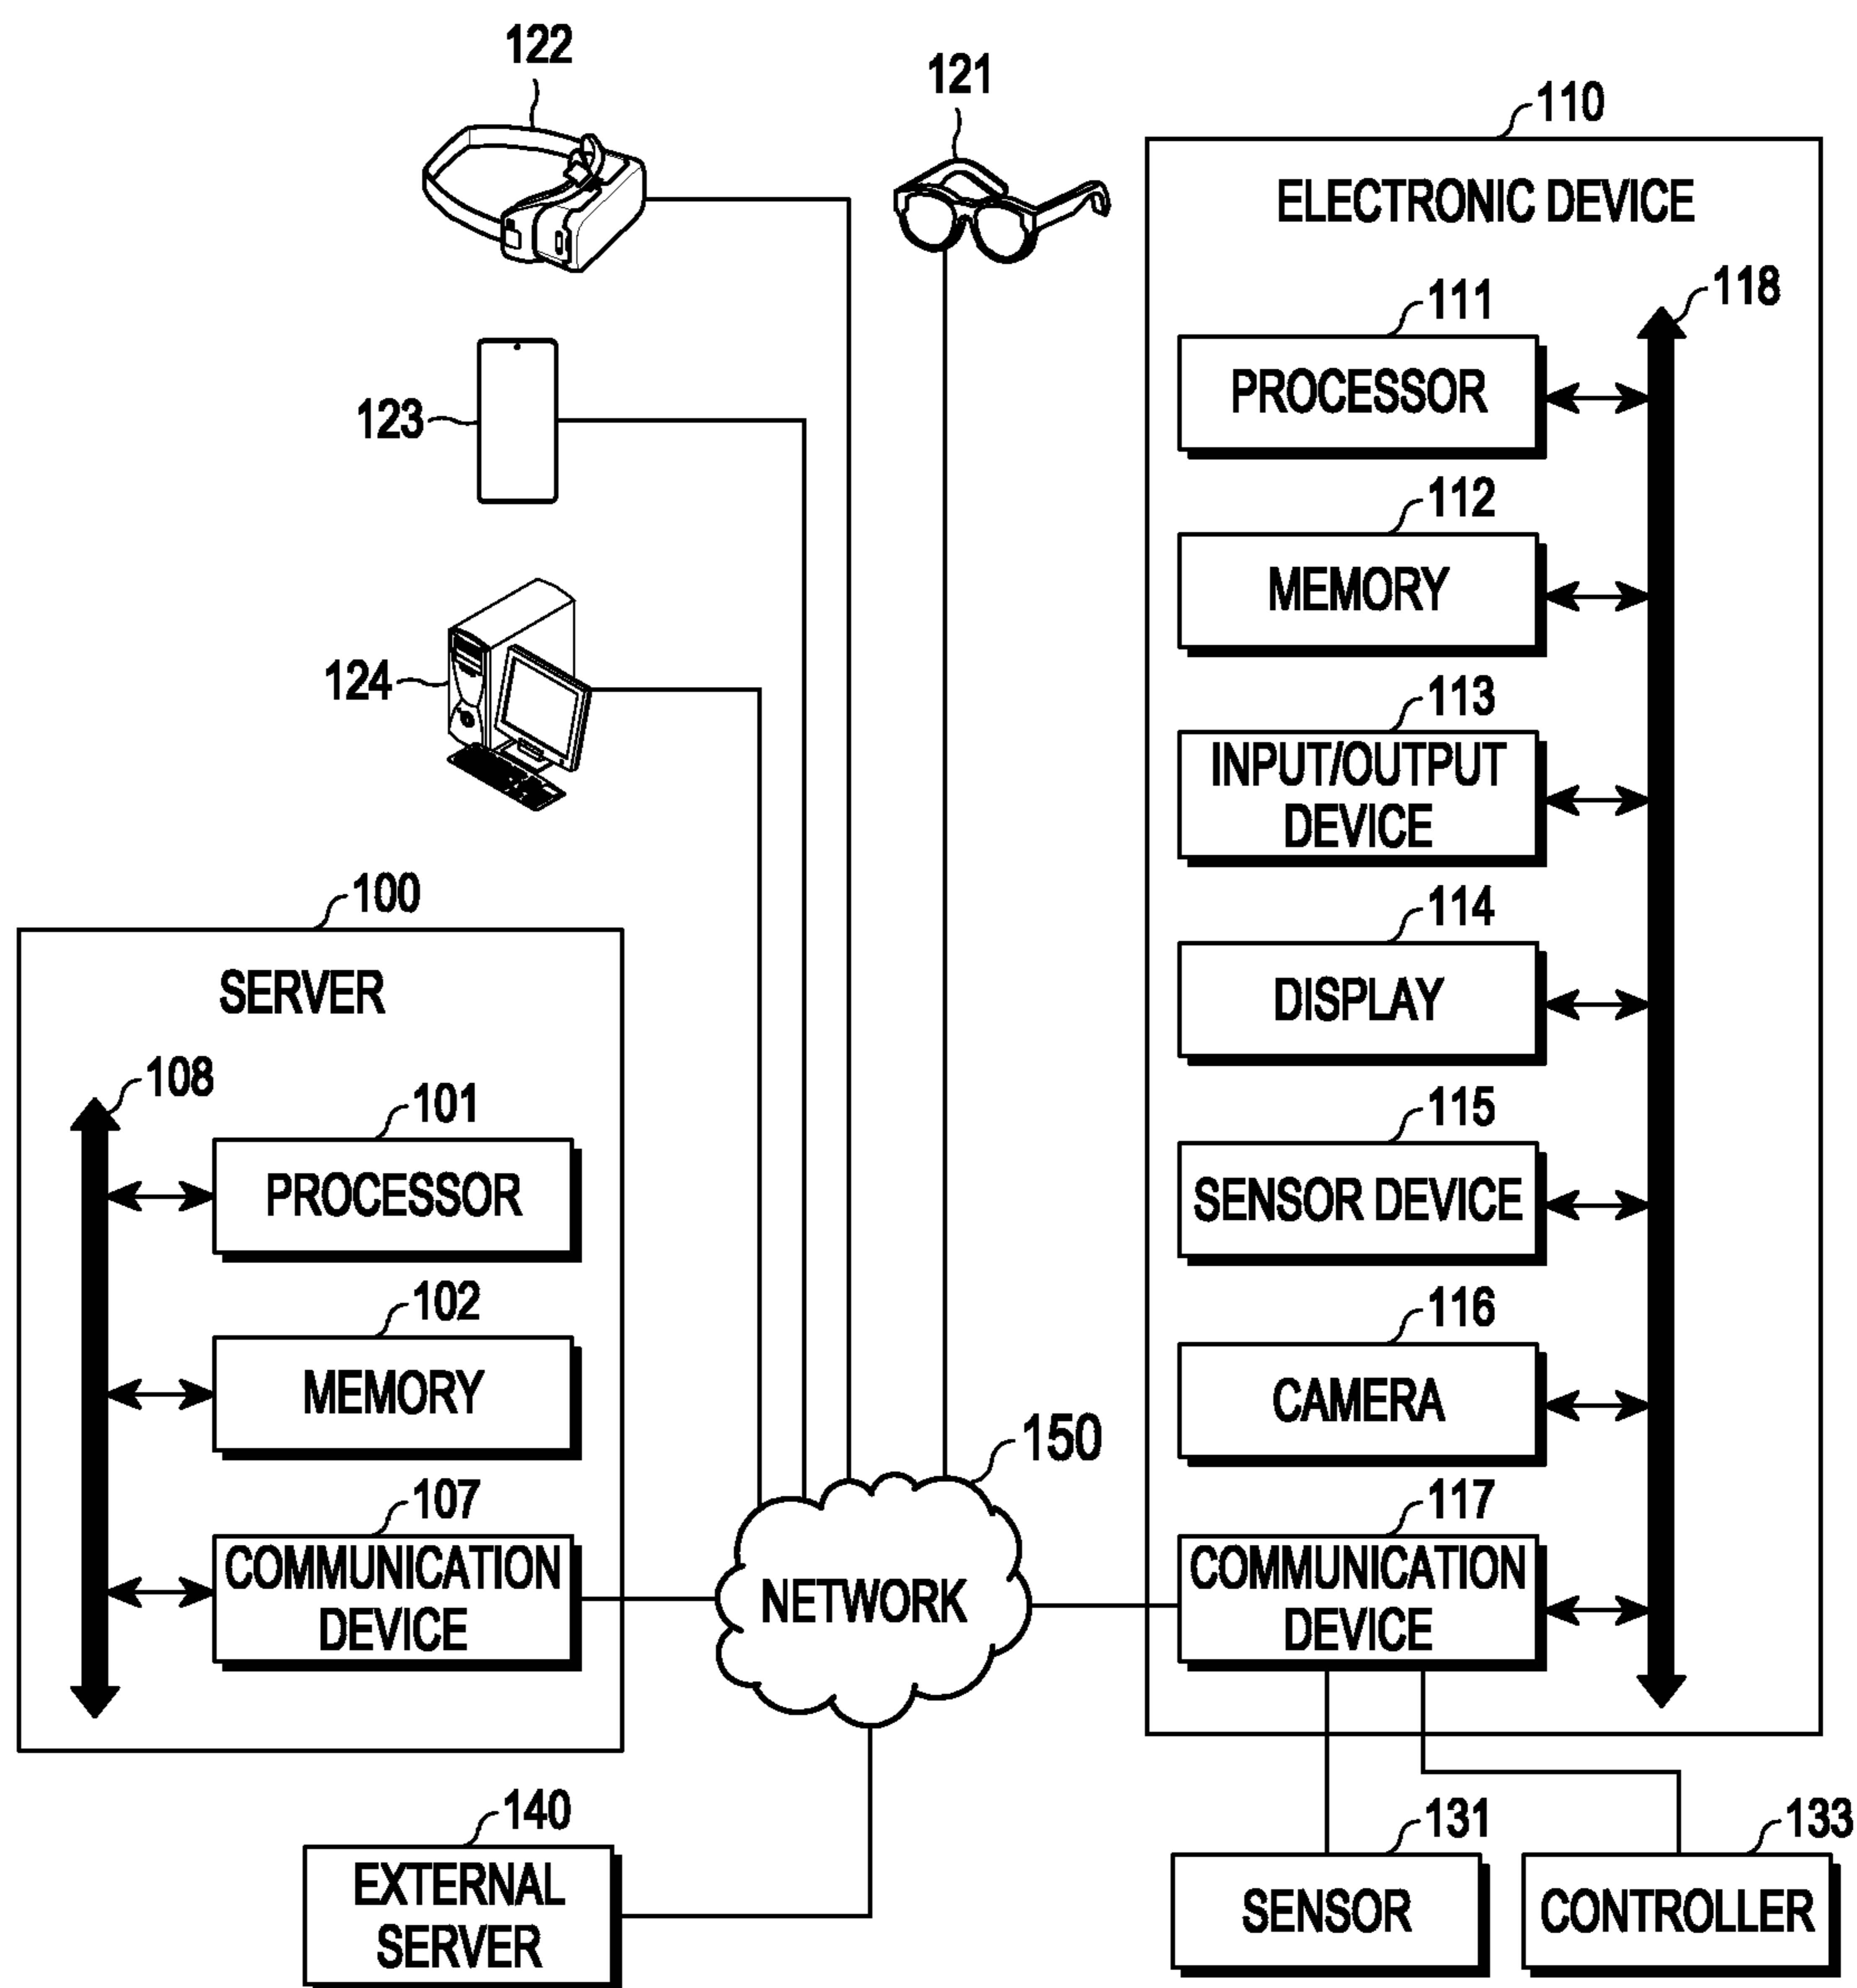 122
121
110
ELECTRONIC DEVICE
118
111
PROCESSOR
123
112
MEMORY
124
113
INPUT/OUTPUT
DEVICE
100
SERVER
114
DISPLAY
108
101
PROCESSOR
115
SENSOR DEVICE
102
MEMORY
116
CAMERA
150
NETWORK
107
COMMUNICATION
DEVICE
117
COMMUNICATION
DEVICE
140
EXTERNAL
SERVER
131
SENSOR
133
CONTROLLER